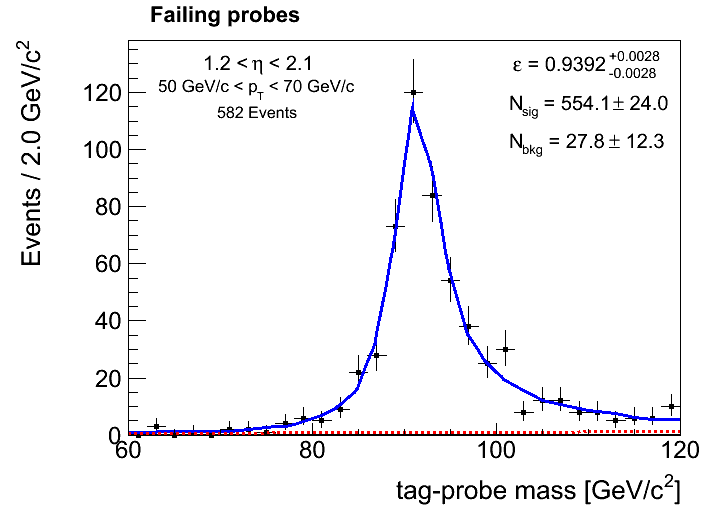 Failing probes
1.2 < η < 2.1
50 GeV/c < p_T < 70 GeV/c
582 Events
ε = 0.9392 +0.0028 -0.0028
N_sig = 554.1 ± 24.0
N_bkg = 27.8 ± 12.3
Events / 2.0 GeV/c²
120
100
80
60
40
20
0
60 80 100 120
tag-probe mass [GeV/c²]